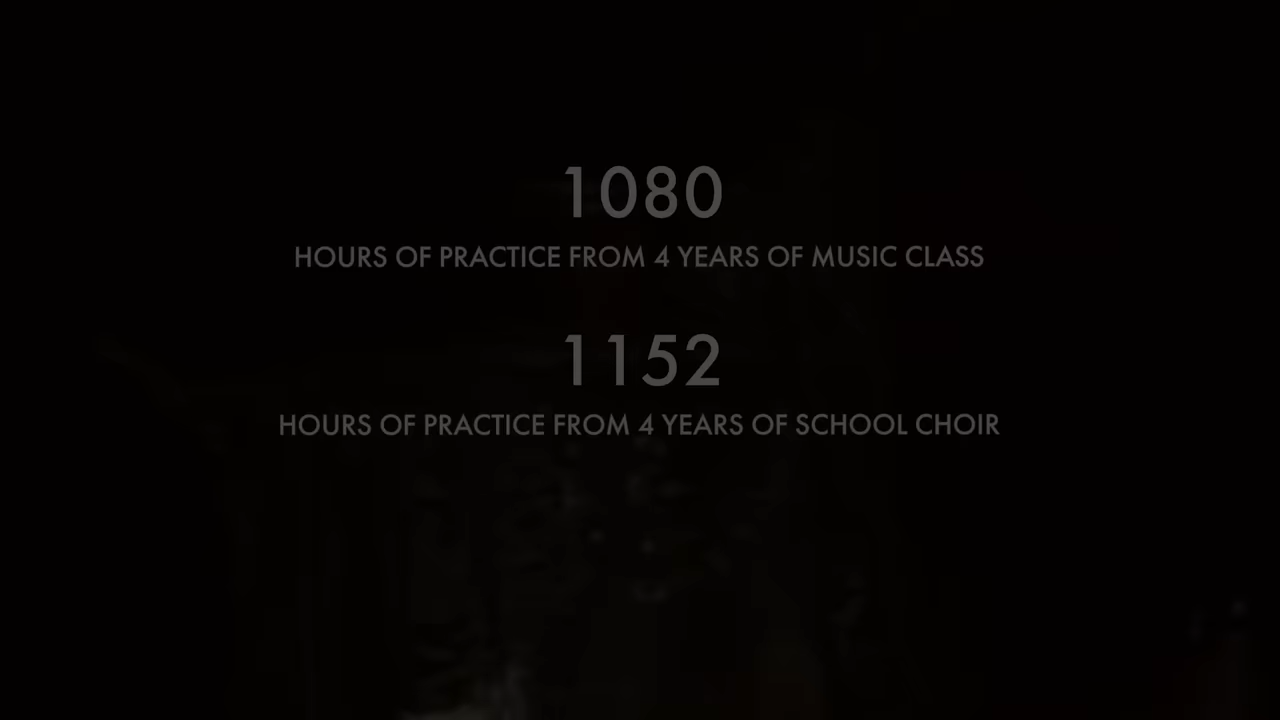 1080
HOURS OF PRACTICE FROM 4 YEARS OF MUSIC CLASS
1152
HOURS OF PRACTICE FROM 4 YEARS OF SCHOOL CHOIR